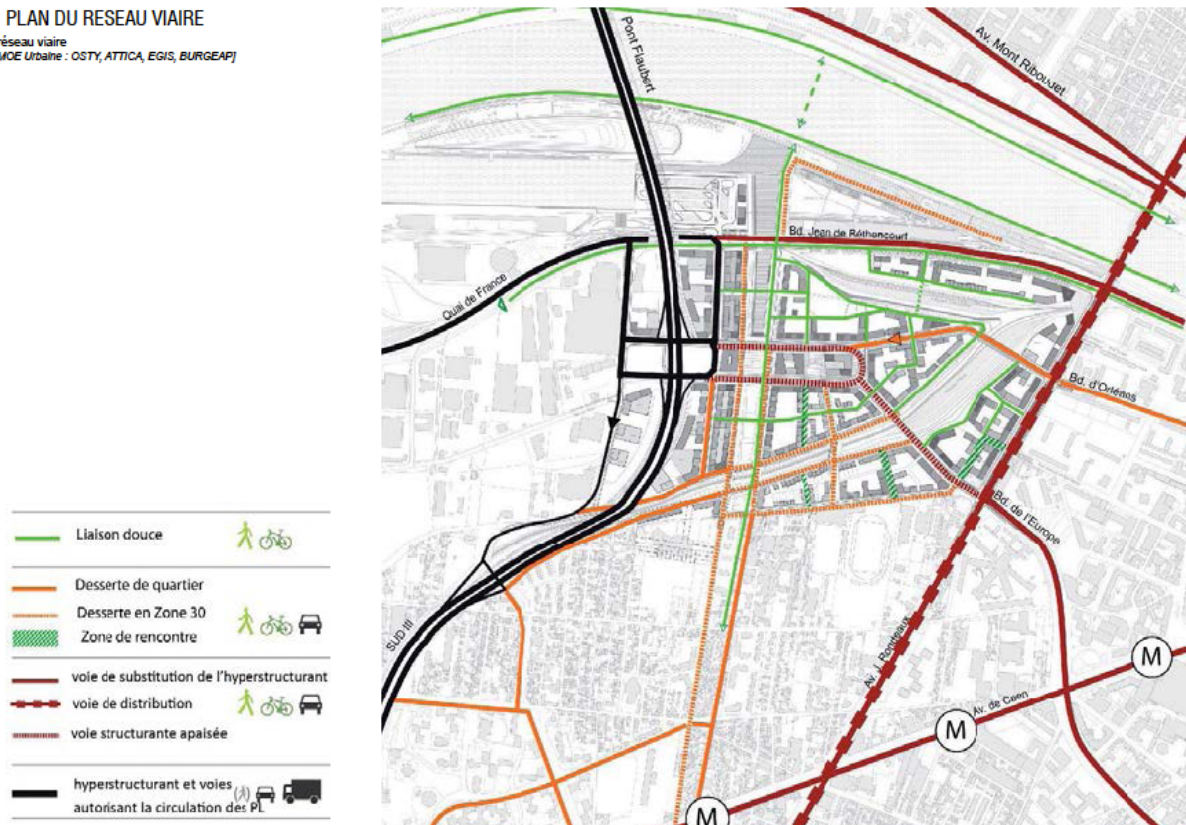 PLAN DU RESEAU VIAIRE
réseau viaire
MOE Urbaine : OSTY, ATTICA, EGIS, BURGEAP]
Pont Flaubert
Av. Mont Riboudet
Bd. Jean de Béthencourt
Quai de France
Bd. d'Orléans
Bd. de l'Europe
SUD III
Av. J. Rondeaux
Av. de Caen
M
M
M
Liaison douce
Desserte de quartier
Desserte en Zone 30
Zone de rencontre
voie de substitution de l'hyperstructurant
voie de distribution
voie structurante apaisée
hyperstructurant et voies
autorisant la circulation des PL